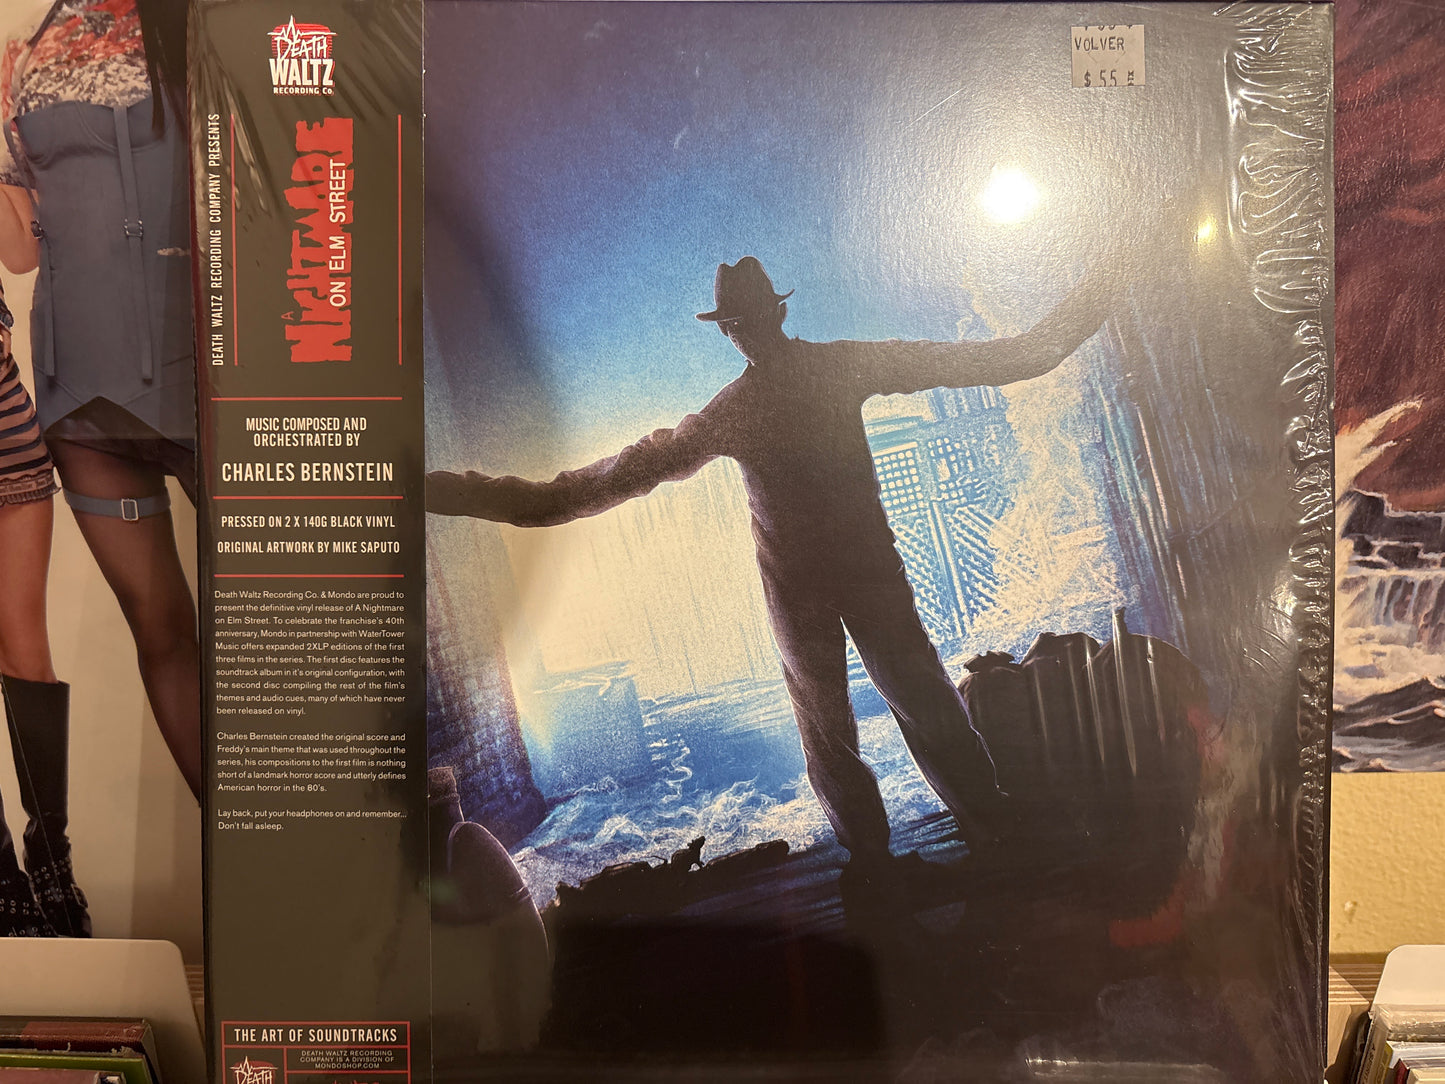 DEATH
WALTZ
RECORDING Co.
DEATH WALTZ RECORDING COMPANY PRESENTS
A
NIGHTMARE
ON ELM STREET
MUSIC COMPOSED AND
ORCHESTRATED BY
CHARLES BERNSTEIN
PRESSED ON 2 X 140G BLACK VINYL
ORIGINAL ARTWORK BY MIKE SAPUTO
Death Waltz Recording Co. & Mondo are proud to
present the definitive vinyl release of A Nightmare
on Elm Street. To celebrate the franchise's 40th
anniversary, Mondo in partnership with WaterTower
Music offers expanded 2XLP editions of the first
three films in the series. The first disc features the
soundtrack album in it's original configuration, with
the second disc compiling the rest of the film's
themes and audio cues, many of which have never
been released on vinyl.
Charles Bernstein created the original score and
Freddy's main theme that was used throughout the
series, his compositions to the first film is nothing
short of a landmark horror score and utterly defines
American horror in the 80's.
Lay back, put your headphones on and remember...
Don't fall asleep.
THE ART OF SOUNDTRACKS
DEATH WALTZ RECORDING
COMPANY IS A DIVISION OF
MONDOSHOP.COM
DEATH
VOLVER
$ 55